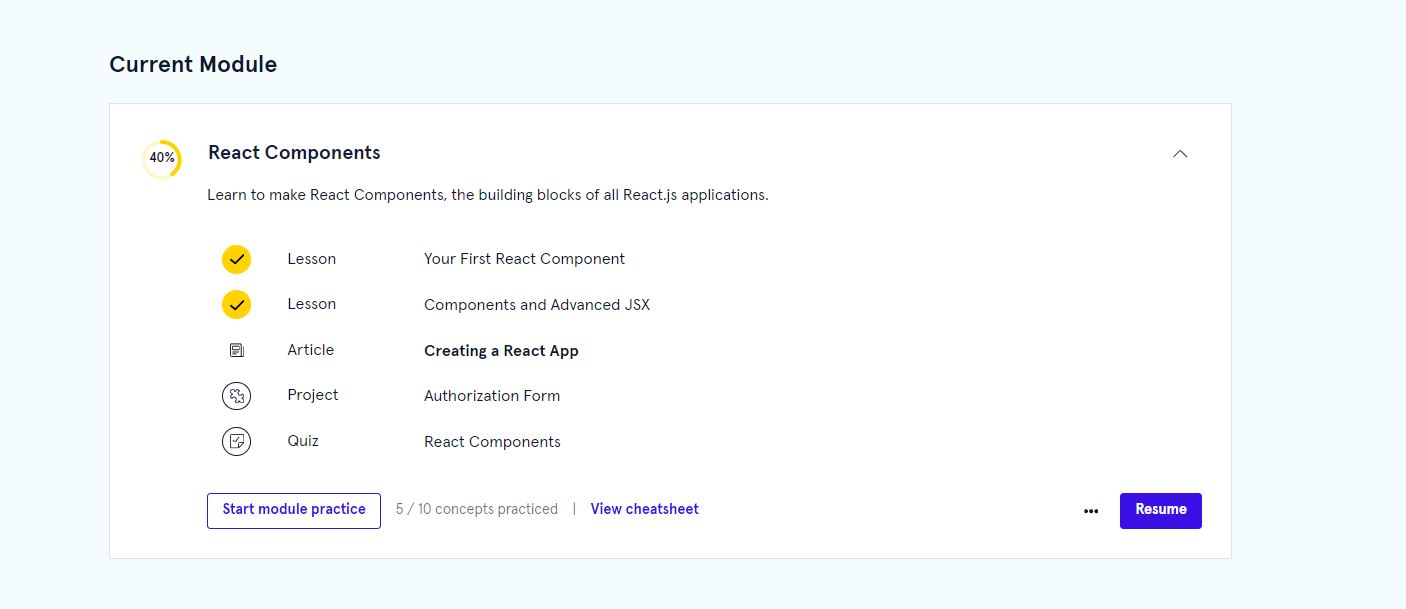 Current Module
40%
React Components
Learn to make React Components, the building blocks of all React.js applications.
Lesson Your First React Component
Lesson Components and Advanced JSX
Article Creating a React App
Project Authorization Form
Quiz React Components
Start module practice 5 / 10 concepts practiced | View cheatsheet ••• Resume